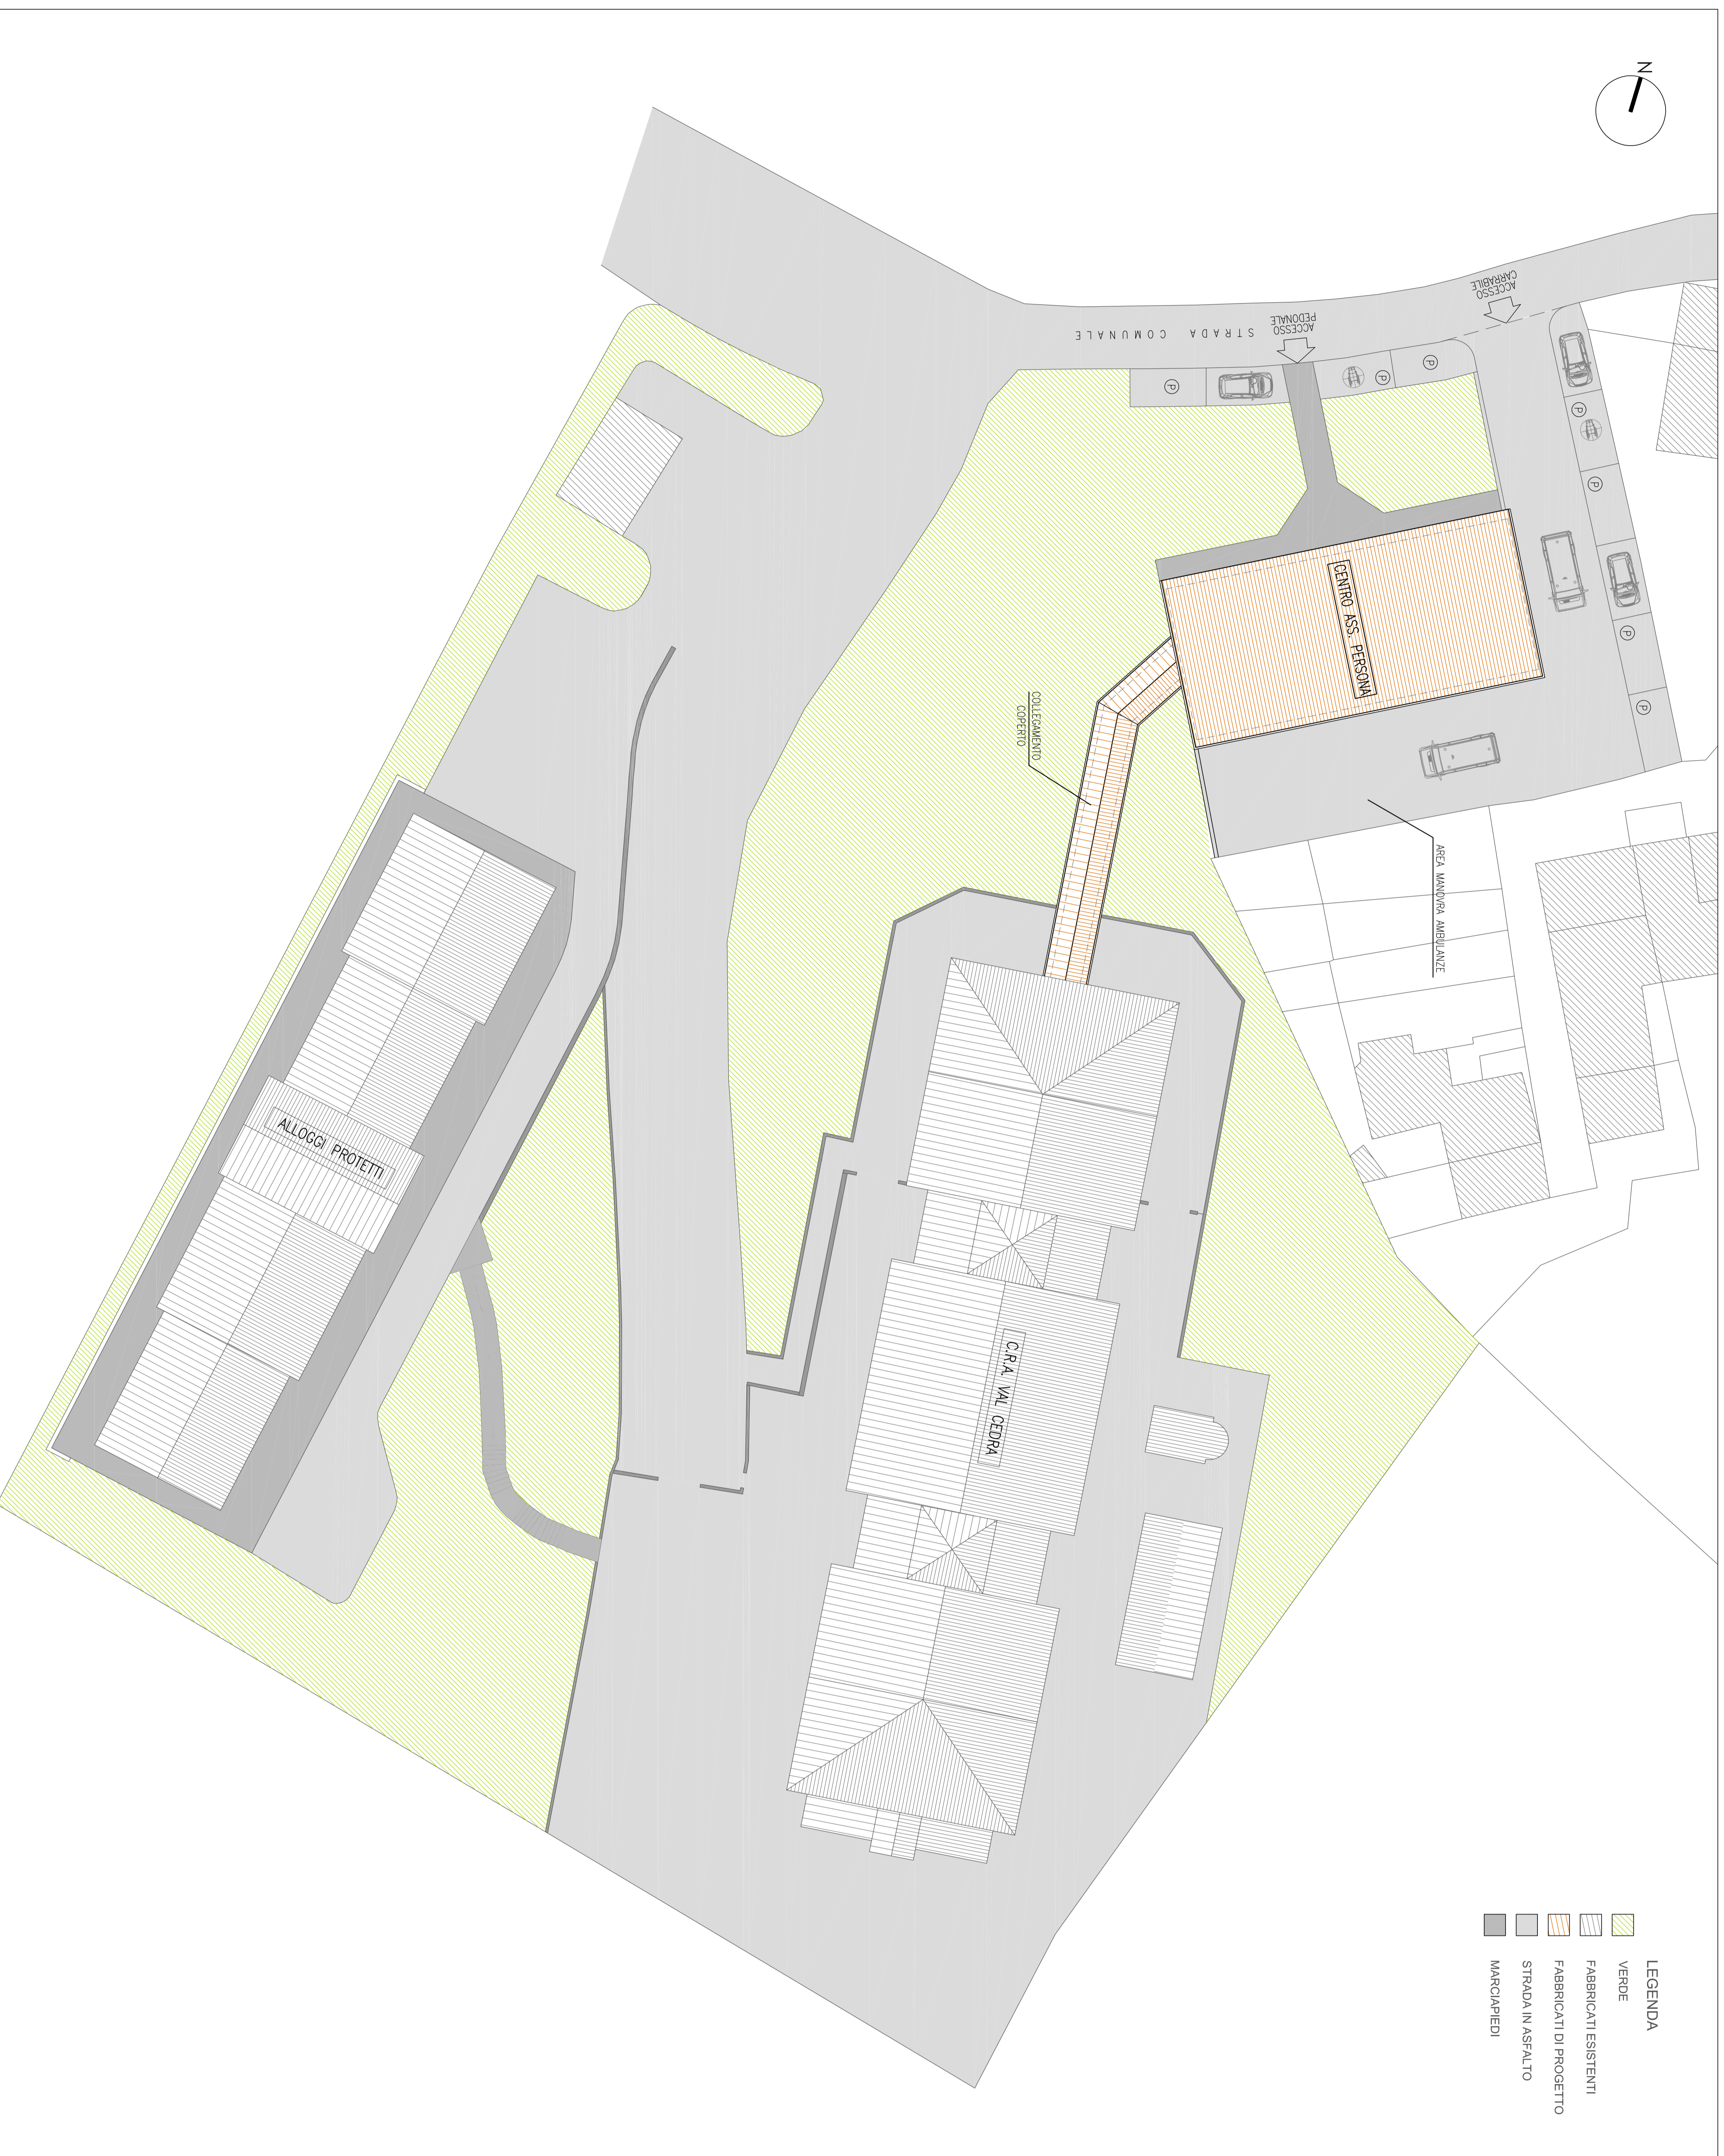 N
ACCESSO
CARRABILE
ACCESSO
PEDONALE
STRADA COMUNALE
P
P
P
P
P
P
P
P
CENTRO ASS. PERSONA
COLLEGAMENTO
COPERTO
AREA MANOVRA AMBULANZE
C.R.A. VAL CEDRA
ALLOGGI PROTETTI
LEGENDA
VERDE
FABBRICATI ESISTENTI
FABBRICATI DI PROGETTO
STRADA IN ASFALTO
MARCIAPIEDI